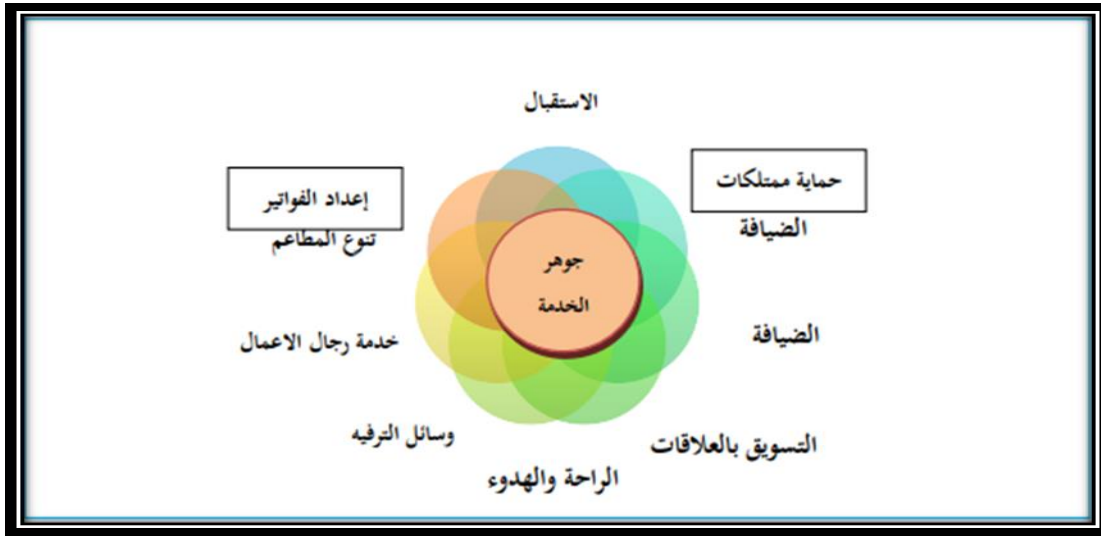 الاستقبال
حماية ممتلكات
إعداد الفواتير
الضيافة
تنوع المطاعم
جوهر
الخدمة
الضيافة
خدمة رجال الاعمال
التسويق بالعلاقات
وسائل الترفيه
الراحة والهدوء